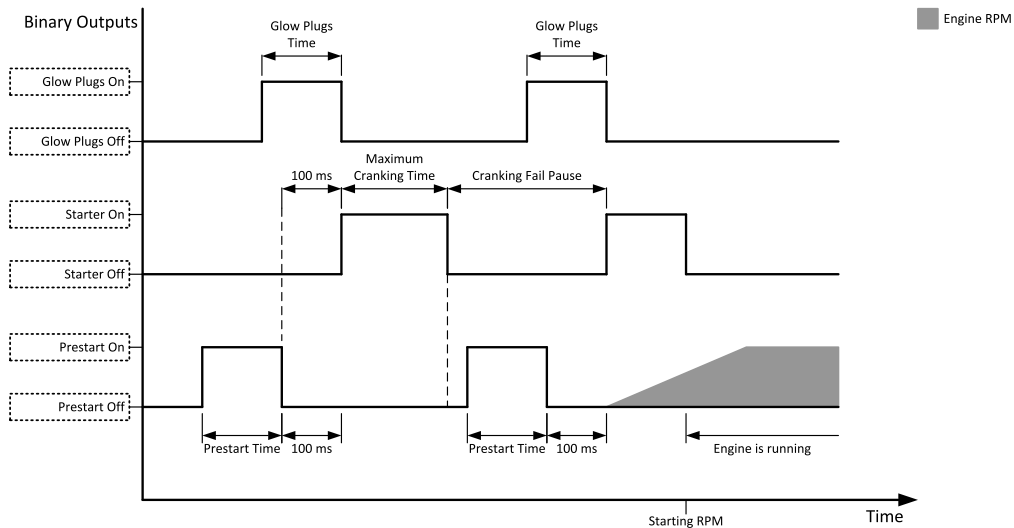 Binary Outputs
Engine RPM
Glow Plugs
Time
Glow Plugs
Time
Glow Plugs On
Glow Plugs Off
100 ms
Maximum
Cranking Time
Cranking Fail Pause
Starter On
Starter Off
Prestart On
Prestart Off
Prestart Time
100 ms
Prestart Time
100 ms
Engine is running
Starting RPM
Time